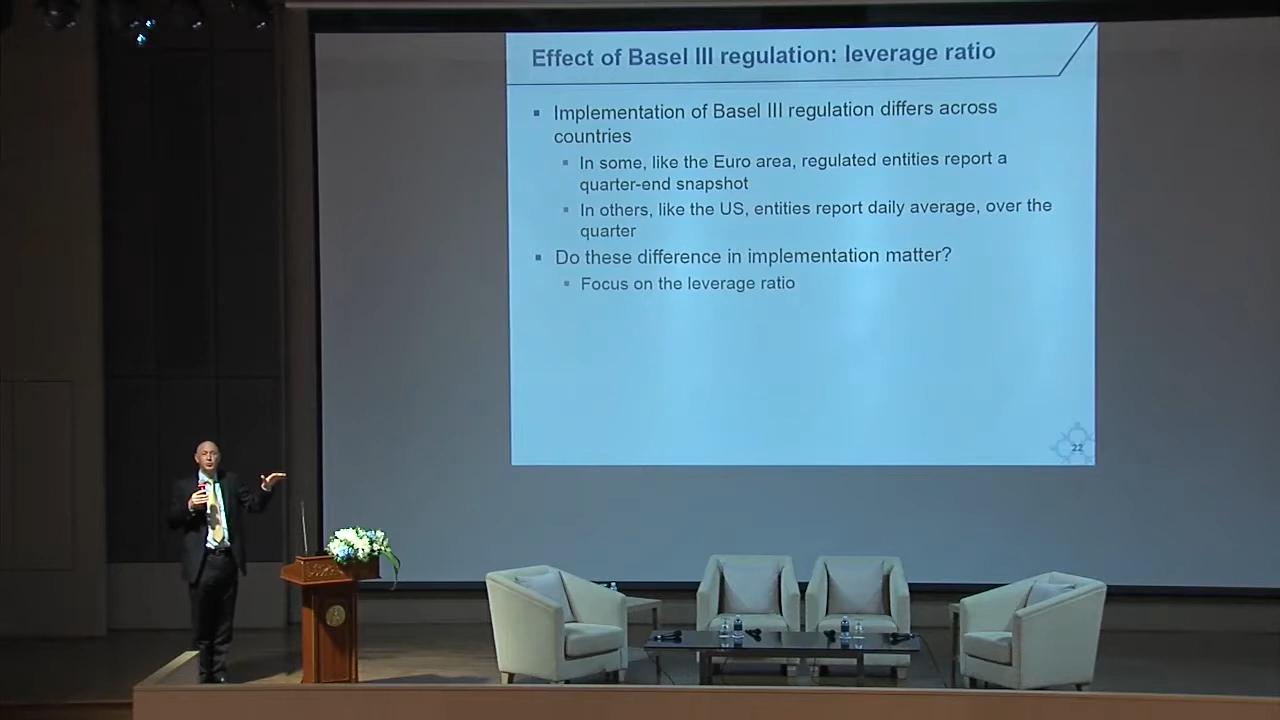 Effect of Basel III regulation: leverage ratio
Implementation of Basel III regulation differs across
countries
In some, like the Euro area, regulated entities report a
quarter-end snapshot
In others, like the US, entities report daily average, over the
quarter
Do these difference in implementation matter?
Focus on the leverage ratio
22